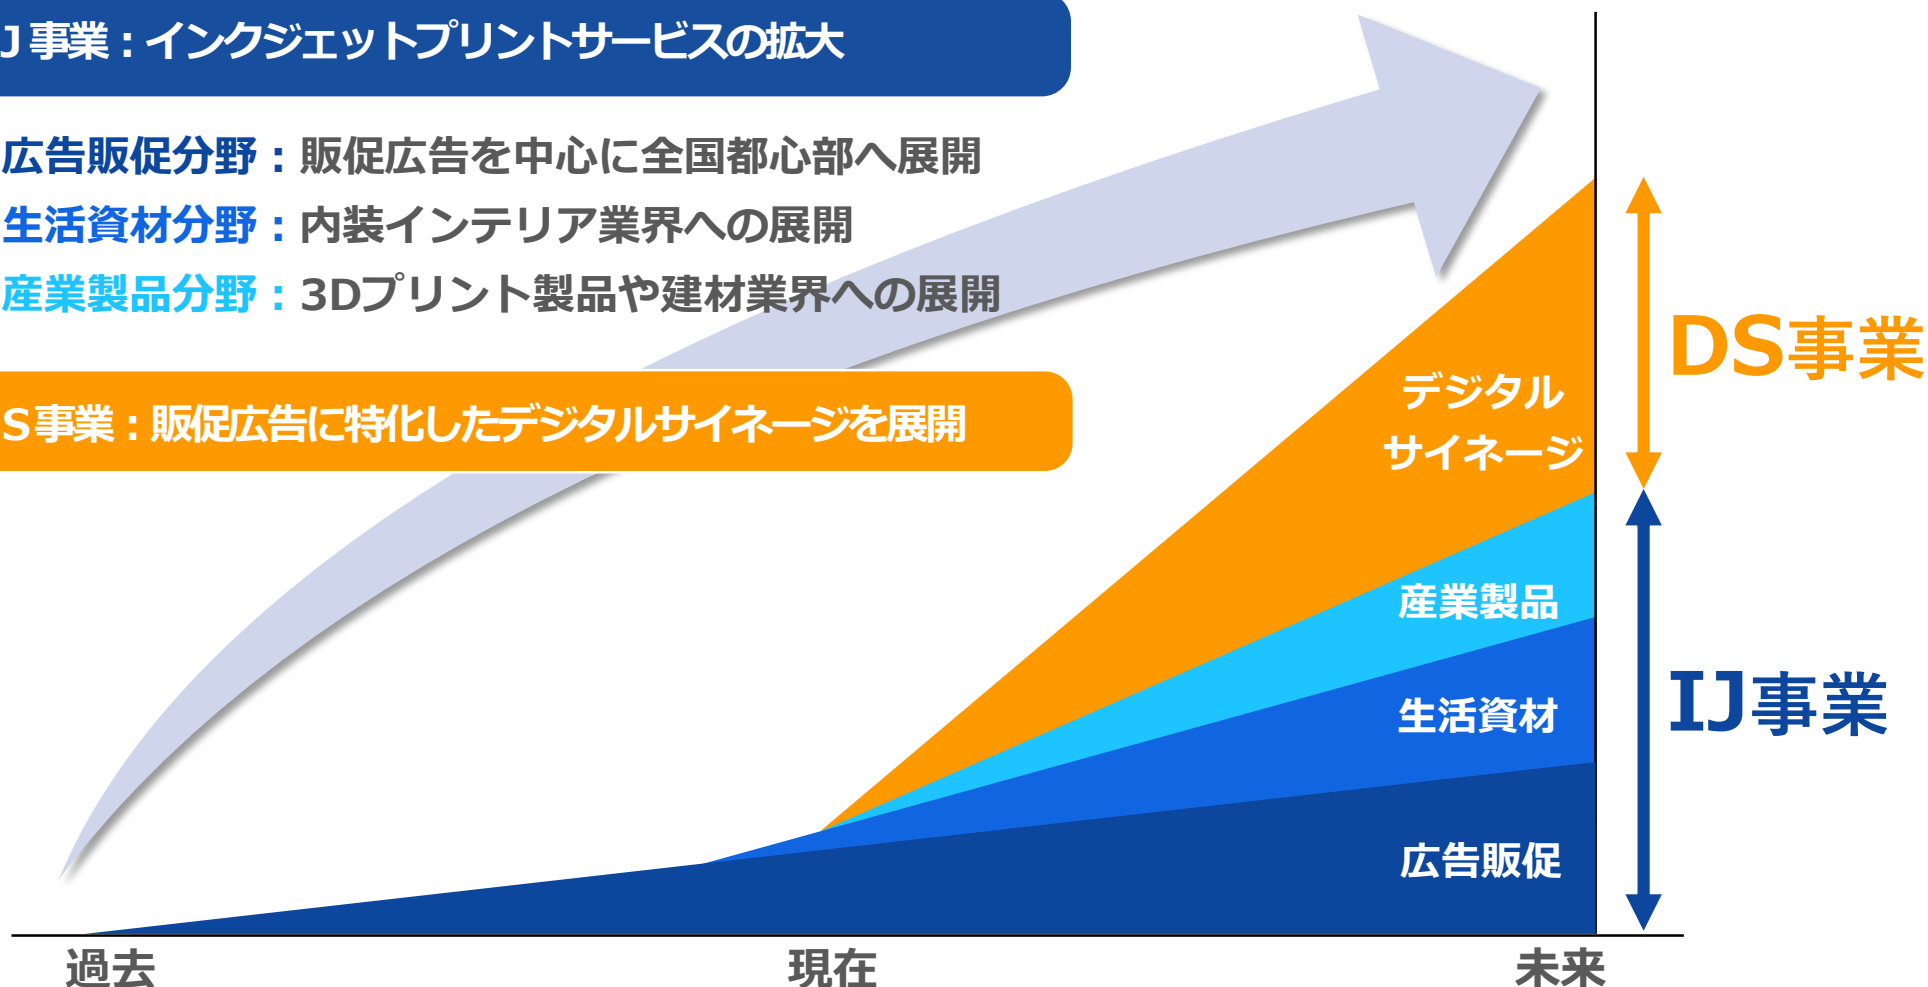 J事業：インクジェットプリントサービスの拡大
広告販促分野：販促広告を中心に全国都心部へ展開
生活資材分野：内装インテリア業界への展開
産業製品分野：3Dプリント製品や建材業界への展開
S事業：販促広告に特化したデジタルサイネージを展開
デジタル
サイネージ
産業製品
生活資材
広告販促
DS事業
IJ事業
過去
現在
未来